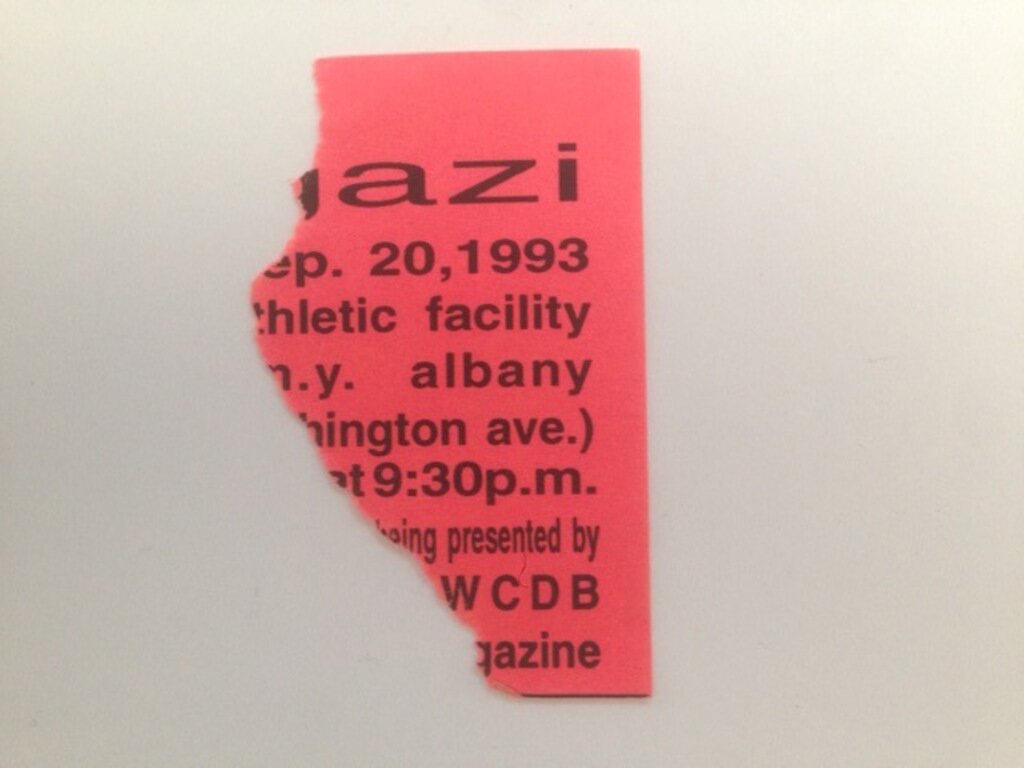 gazi
ep. 20,1993
thletic facility
n.y. albany
hington ave.)
at 9:30p.m.
being presented by
WCDB
gazine